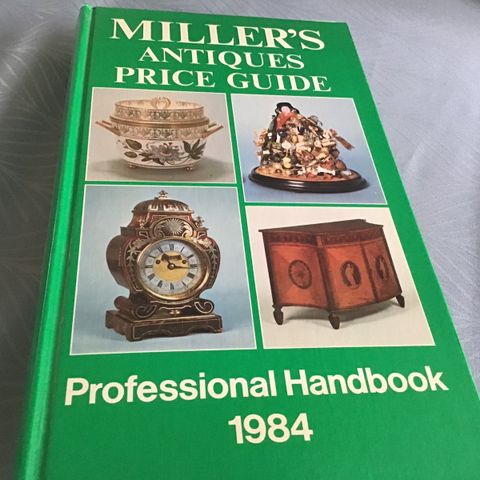 MILLER'S
ANTIQUES
PRICE GUIDE
Professional Handbook
1984